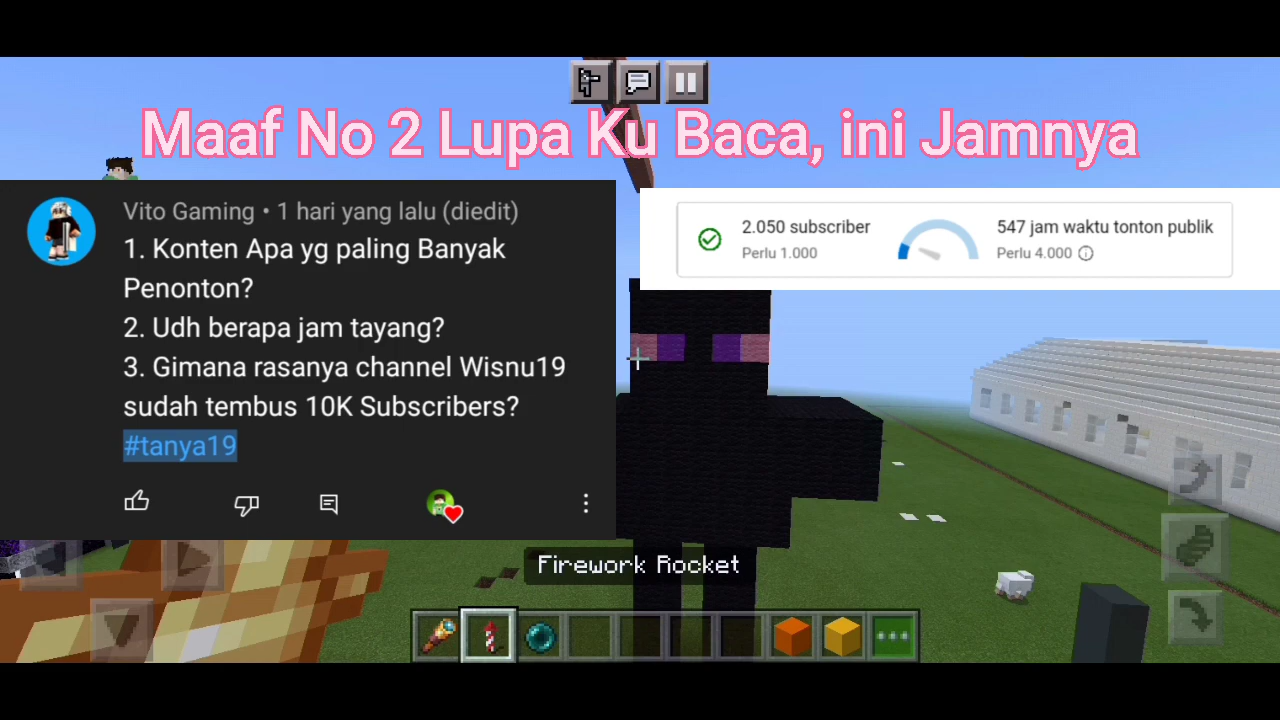 Maaf No 2 Lupa Ku Baca, ini Jamnya
Vito Gaming • 1 hari yang lalu (diedit)
1. Konten Apa yg paling Banyak
Penonton?
2. Udh berapa jam tayang?
3. Gimana rasanya channel Wisnu19
sudah tembus 10K Subscribers?
#tanya19
2.050 subscriber
Perlu 1.000
547 jam waktu tonton publik
Perlu 4.000
Firework Rocket